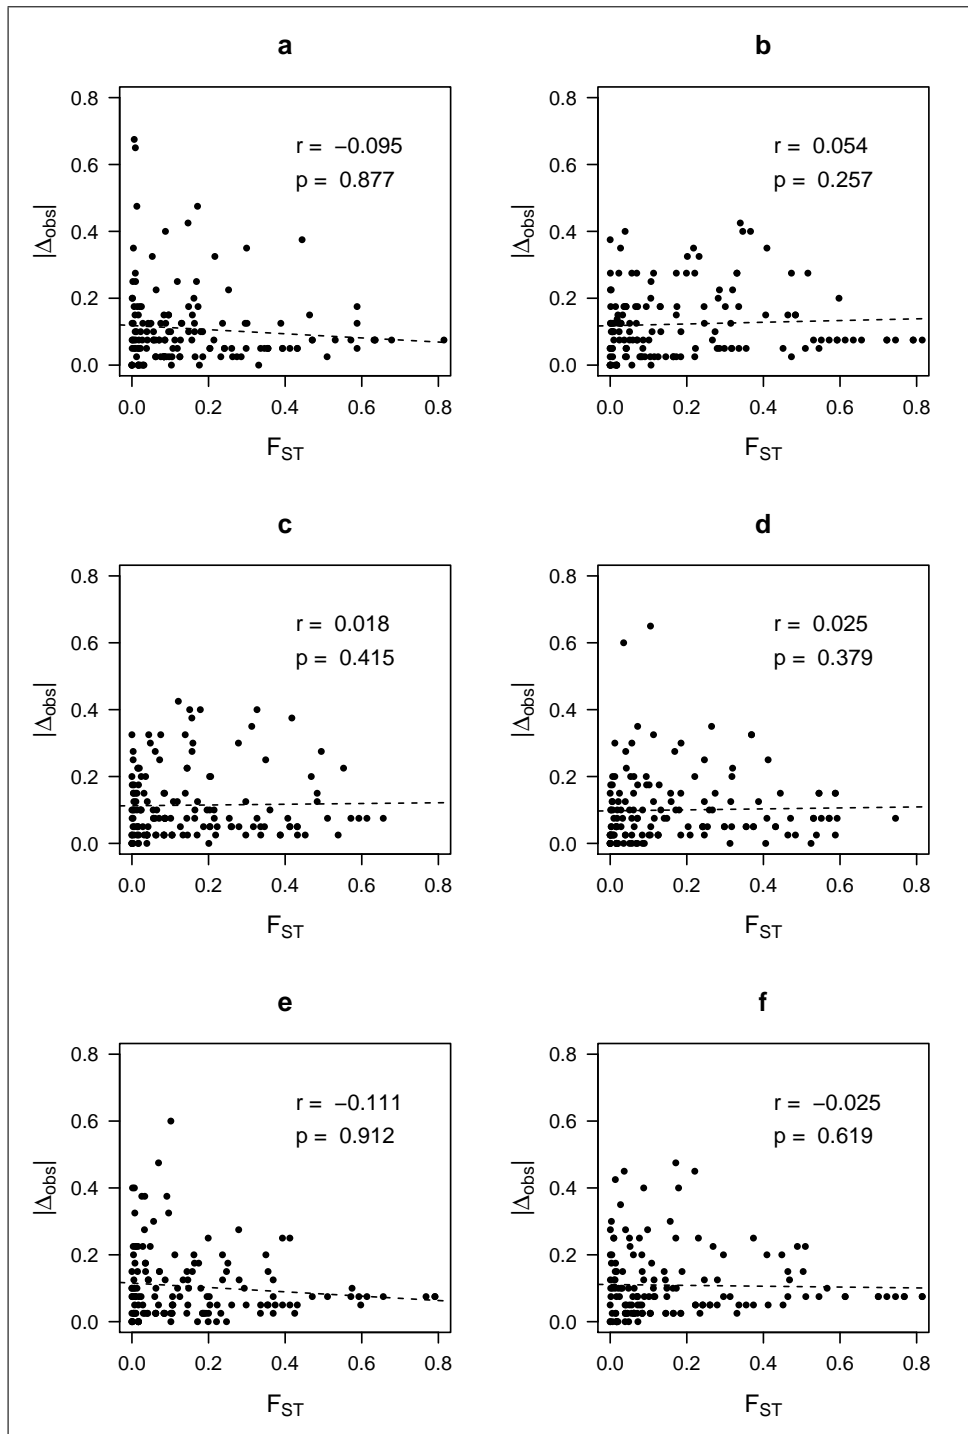 a
0.8
0.6
0.4
0.2
0.0
|Δobs|
r = −0.095
p = 0.877
0.0 0.2 0.4 0.6 0.8
FST
b
0.8
0.6
0.4
0.2
0.0
|Δobs|
r = 0.054
p = 0.257
0.0 0.2 0.4 0.6 0.8
FST
c
0.8
0.6
0.4
0.2
0.0
|Δobs|
r = 0.018
p = 0.415
0.0 0.2 0.4 0.6 0.8
FST
d
0.8
0.6
0.4
0.2
0.0
|Δobs|
r = 0.025
p = 0.379
0.0 0.2 0.4 0.6 0.8
FST
e
0.8
0.6
0.4
0.2
0.0
|Δobs|
r = −0.111
p = 0.912
0.0 0.2 0.4 0.6 0.8
FST
f
0.8
0.6
0.4
0.2
0.0
|Δobs|
r = −0.025
p = 0.619
0.0 0.2 0.4 0.6 0.8
FST